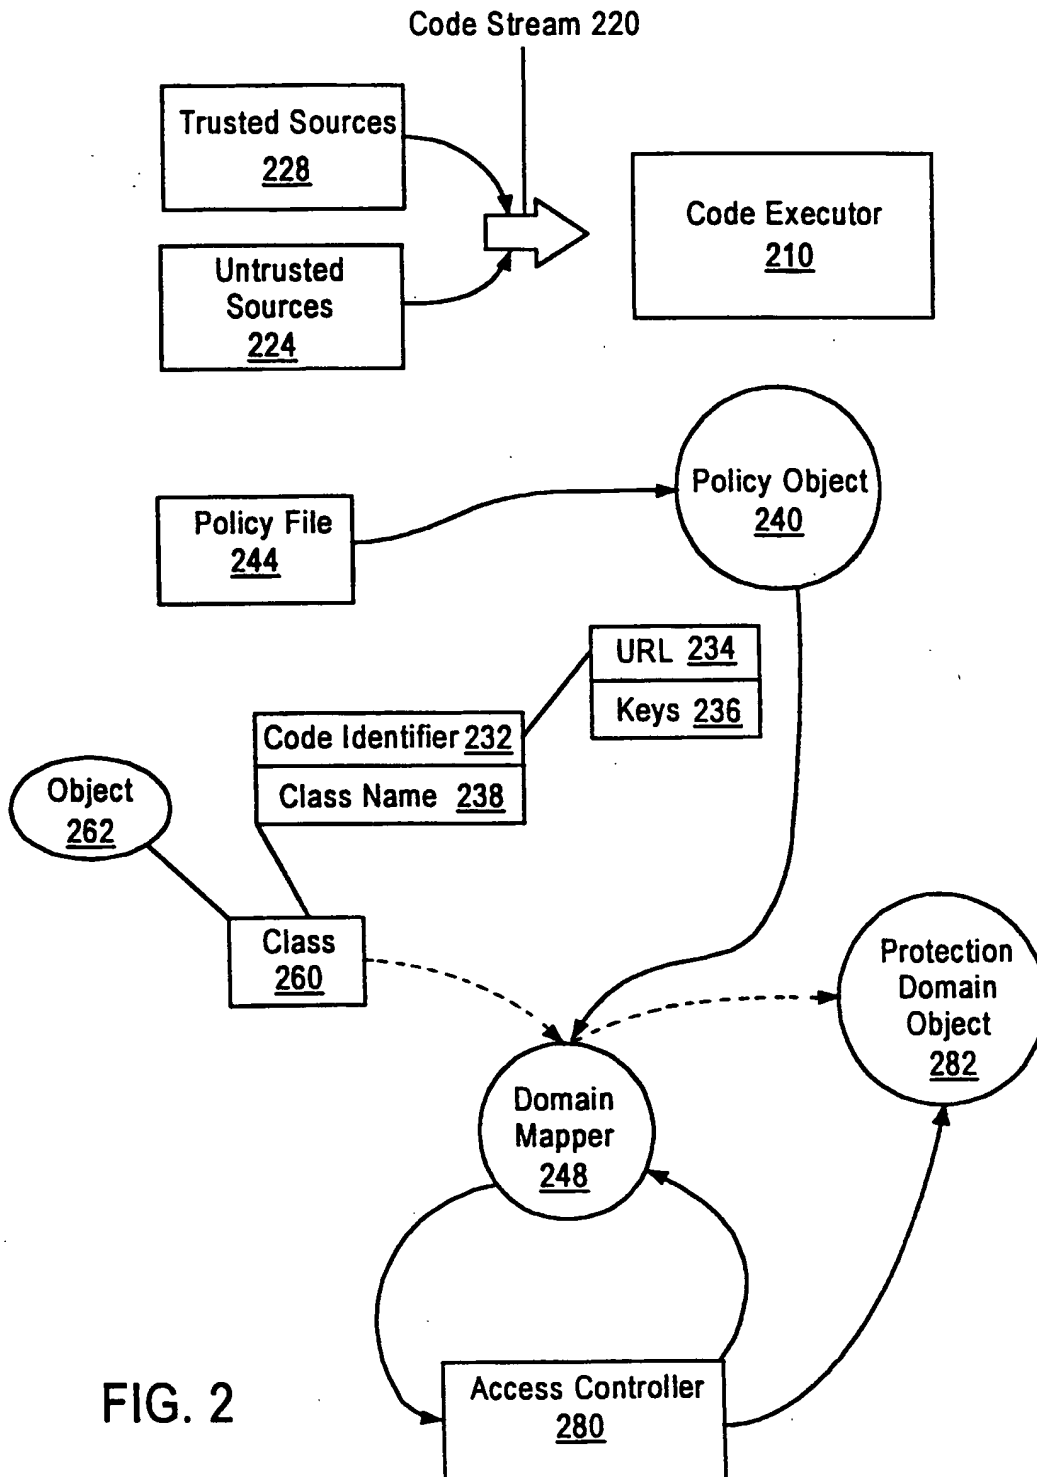 Code Stream 220
Trusted Sources
228
Untrusted
Sources
224
Code Executor
210
Policy Object
240
Policy File
244
URL 234
Keys 236
Code Identifier 232
Class Name 238
Object
262
Class
260
Protection
Domain
Object
282
Domain
Mapper
248
Access Controller
280
FIG. 2